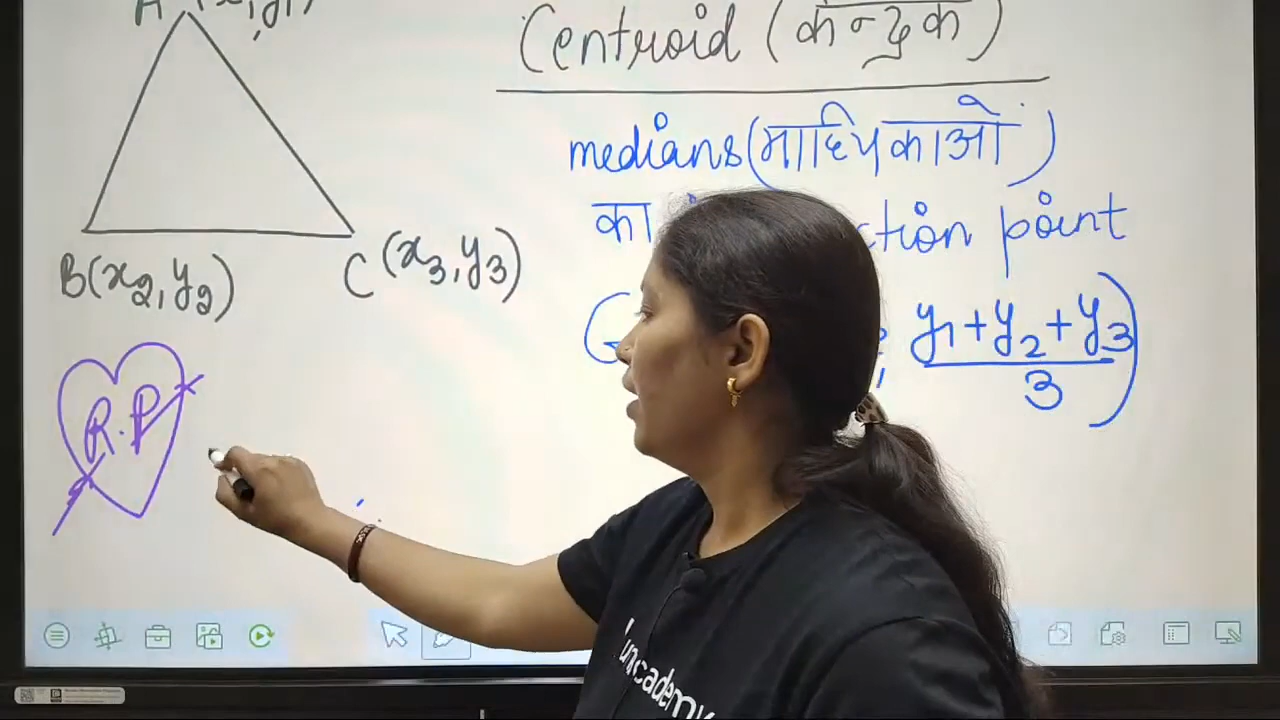 Centroid (केन्द्रक)
medians (माध्यिकाओ)
का ction point
B(x2, y2)
C (x3, y3)
G , y1+y2+y3
3
R.P
unacademy